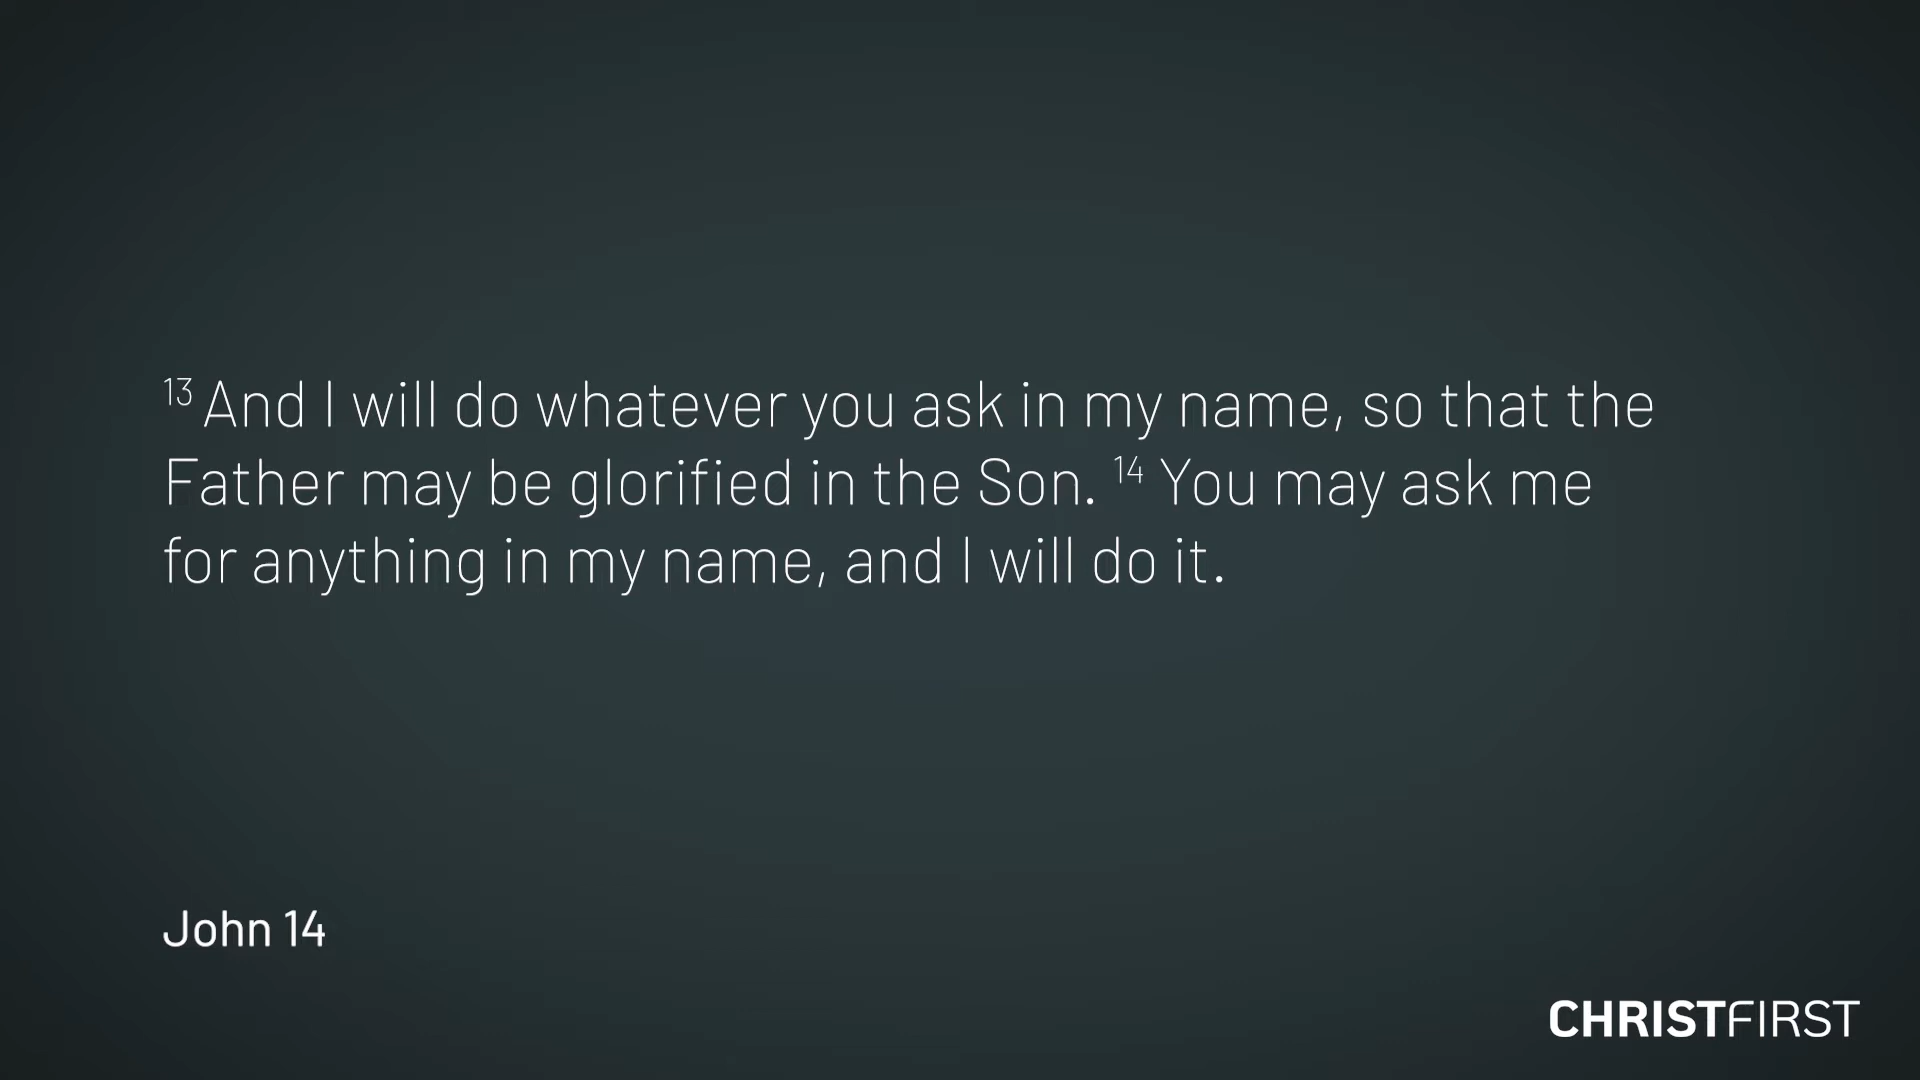 13 And I will do whatever you ask in my name, so that the
Father may be glorified in the Son. 14 You may ask me
for anything in my name, and I will do it.
John 14
CHRISTFIRST